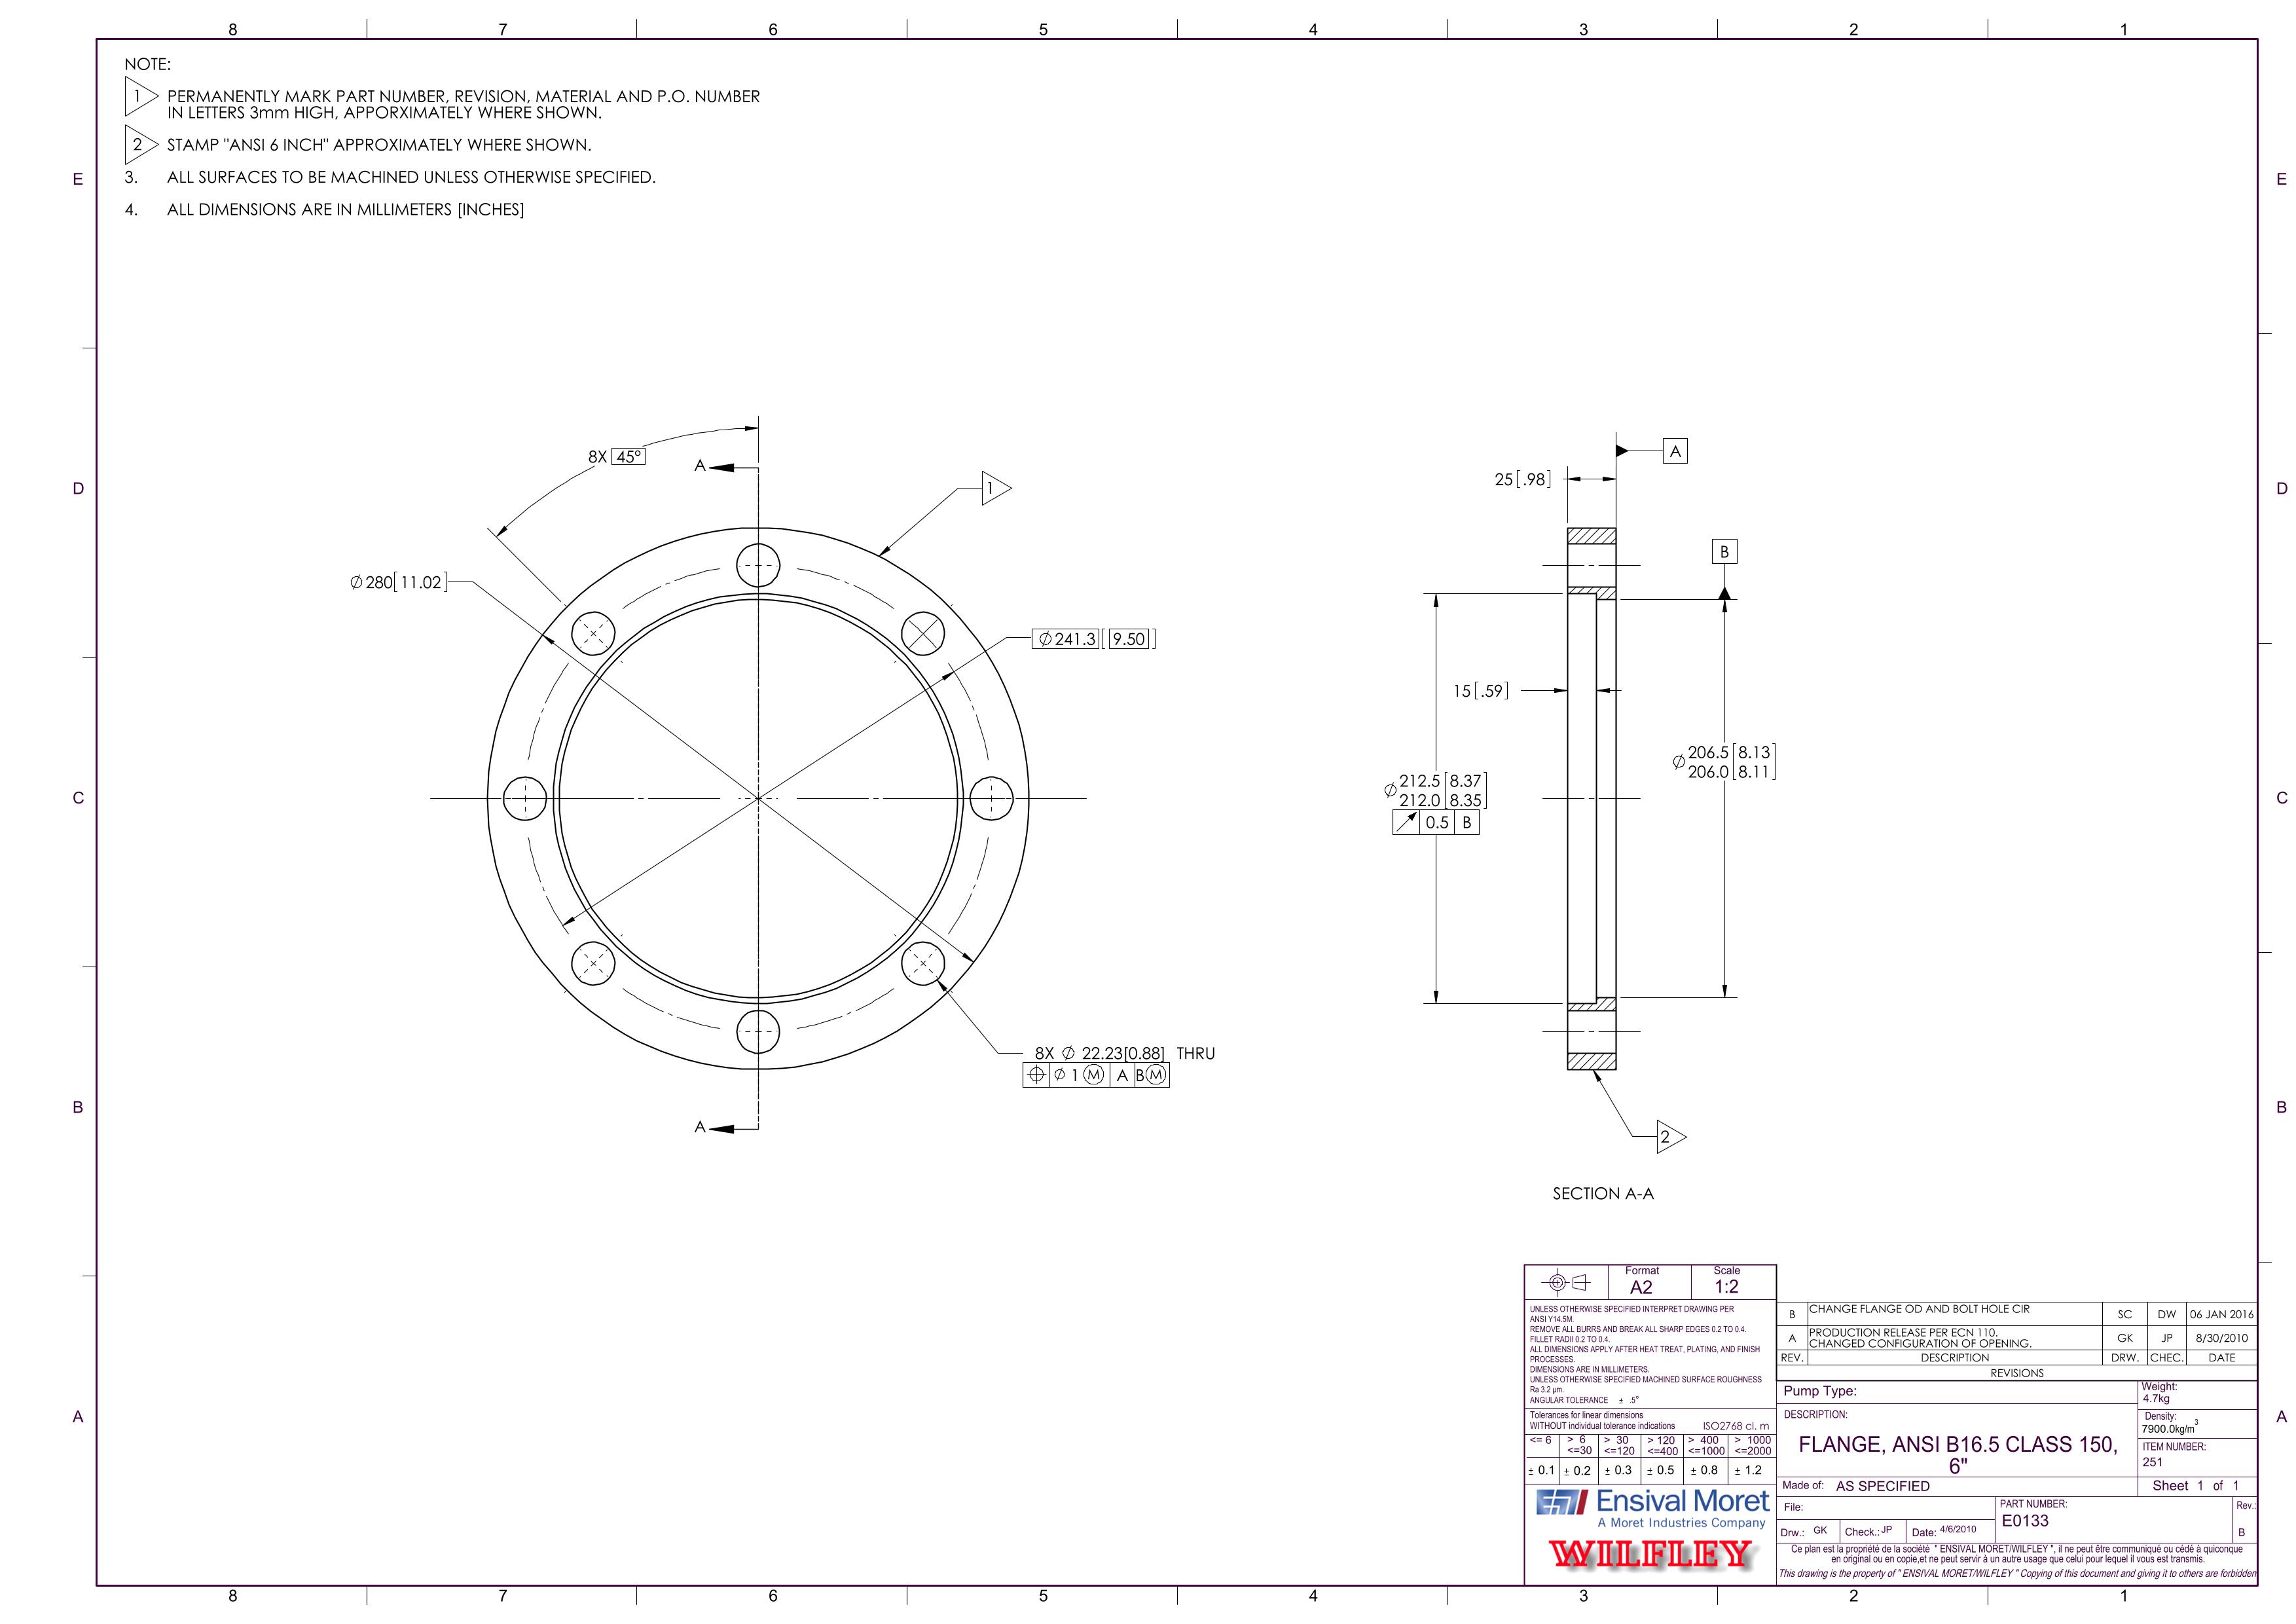 8 7 6 5 4 3 2 1
NOTE:
1 PERMANENTLY MARK PART NUMBER, REVISION, MATERIAL AND P.O. NUMBER
IN LETTERS 3mm HIGH, APPORXIMATELY WHERE SHOWN.
2 STAMP "ANSI 6 INCH" APPROXIMATELY WHERE SHOWN.
3. ALL SURFACES TO BE MACHINED UNLESS OTHERWISE SPECIFIED.
4. ALL DIMENSIONS ARE IN MILLIMETERS [INCHES]
E E
D D
C C
B B
A A
8X 45°
A
1
∅280[11.02]
∅241.3[9.50]
8X ∅ 22.23[0.88] THRU
⌖ ∅ 1 Ⓜ A BⓂ
A
25[.98]
A
B
15[.59]
∅206.5[8.13]
206.0[8.11]
∅212.5[8.37]
212.0[8.35]
↗ 0.5 B
2
SECTION A-A
Format
A2
Scale
1:2
UNLESS OTHERWISE SPECIFIED INTERPRET DRAWING PER
ANSI Y14.5M.
REMOVE ALL BURRS AND BREAK ALL SHARP EDGES 0.2 TO 0.4.
FILLET RADII 0.2 TO 0.4.
ALL DIMENSIONS APPLY AFTER HEAT TREAT, PLATING, AND FINISH
PROCESSES.
DIMENSIONS ARE IN MILLIMETERS.
UNLESS OTHERWISE SPECIFIED MACHINED SURFACE ROUGHNESS
Ra 3.2 µm.
ANGULAR TOLERANCE ± .5°
Tolerances for linear dimensions
WITHOUT individual tolerance indications ISO2768 cl. m
<= 6 > 6 > 30 > 120 > 400 > 1000
<=30 <=120 <=400 <=1000 <=2000
± 0.1 ± 0.2 ± 0.3 ± 0.5 ± 0.8 ± 1.2
Ensival Moret
A Moret Industries Company
WILFLEY
B CHANGE FLANGE OD AND BOLT HOLE CIR SC DW 06 JAN 2016
A PRODUCTION RELEASE PER ECN 110.
CHANGED CONFIGURATION OF OPENING. GK JP 8/30/2010
REV. DESCRIPTION DRW. CHEC. DATE
REVISIONS
Pump Type:
Weight:
4.7kg
DESCRIPTION:
FLANGE, ANSI B16.5 CLASS 150,
6"
Density:
7900.0kg/m3
ITEM NUMBER:
251
Made of: AS SPECIFIED
Sheet 1 of 1
File:
PART NUMBER:
E0133
Rev.:
B
Drw.: GK Check.: JP Date: 4/6/2010
Ce plan est la propriété de la société " ENSIVAL MORET/WILFLEY ", il ne peut être communiqué ou cédé à quiconque
en original ou en copie,et ne peut servir à un autre usage que celui pour lequel il vous est transmis.
This drawing is the property of " ENSIVAL MORET/WILFLEY " Copying of this document and giving it to others are forbidden
8 7 6 5 4 3 2 1